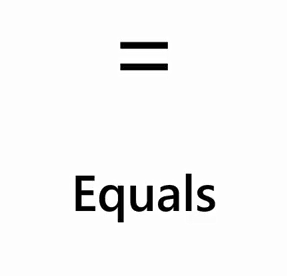 =
Equals